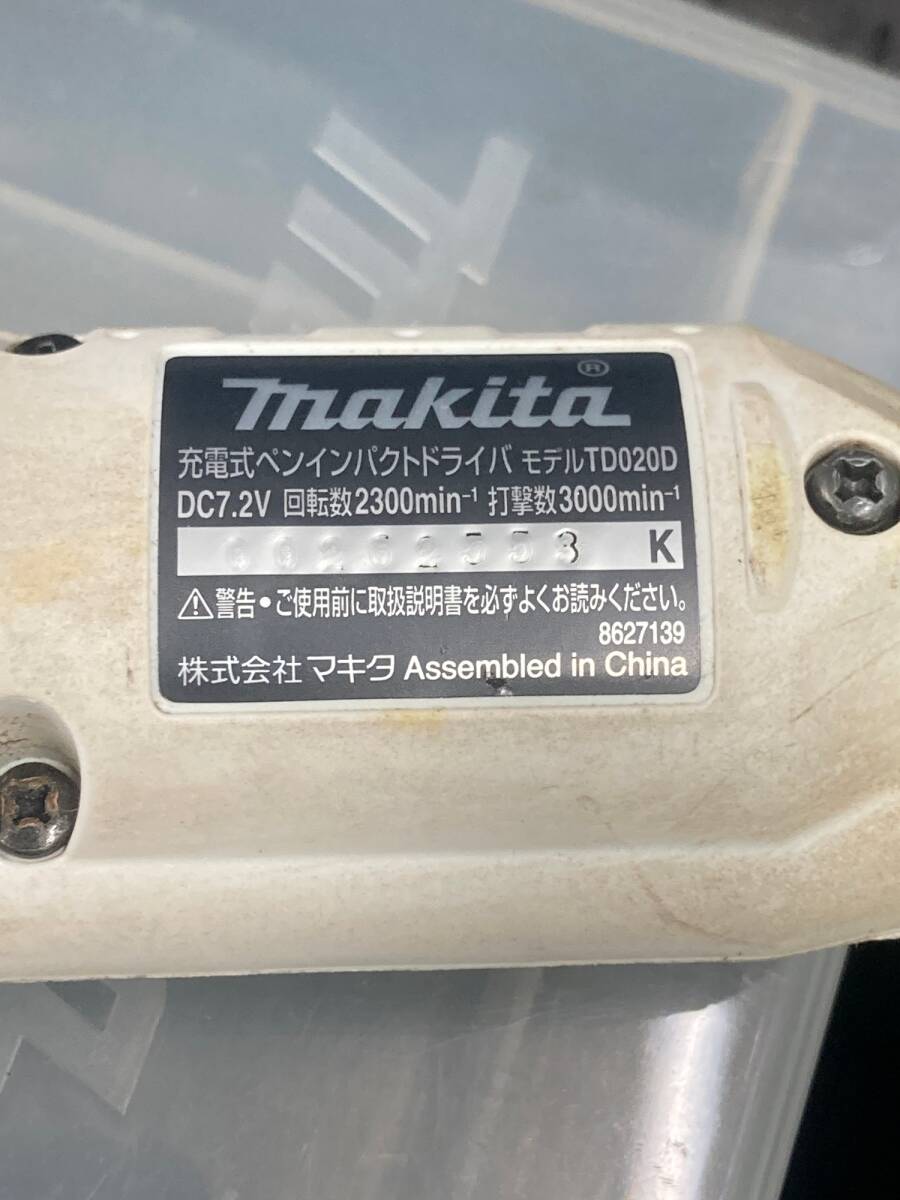 makita®
充電式ペンインパクトドライバ モデルTD020D
DC7.2V 回転数2300min⁻¹ 打撃数3000min⁻¹
K
⚠警告・ご使用前に取扱説明書を必ずよくお読みください。
8627139
株式会社 マキタ Assembled in China